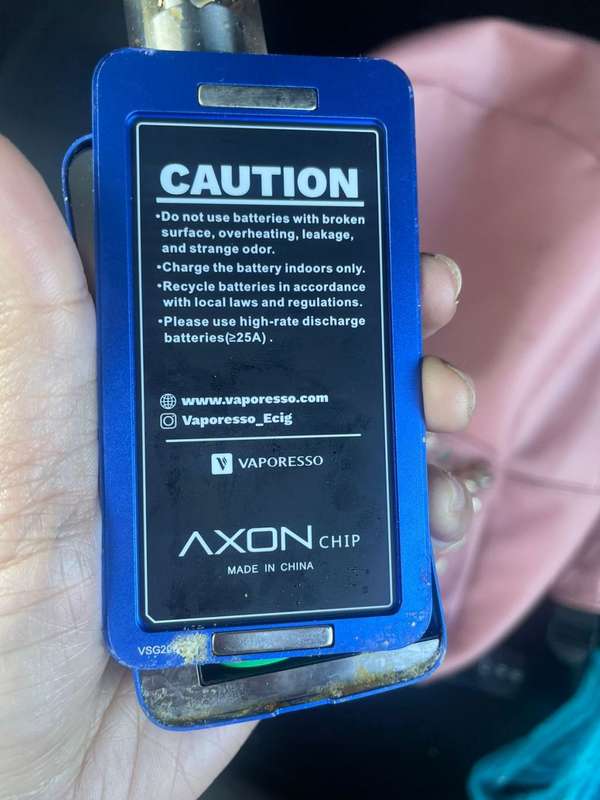 CAUTION
•Do not use batteries with broken
surface, overheating, leakage,
and strange odor.
•Charge the battery indoors only.
•Recycle batteries in accordance
with local laws and regulations.
•Please use high-rate discharge
batteries(≥25A) .
www.vaporesso.com
Vaporesso_Ecig
VAPORESSO
AXON CHIP
MADE IN CHINA